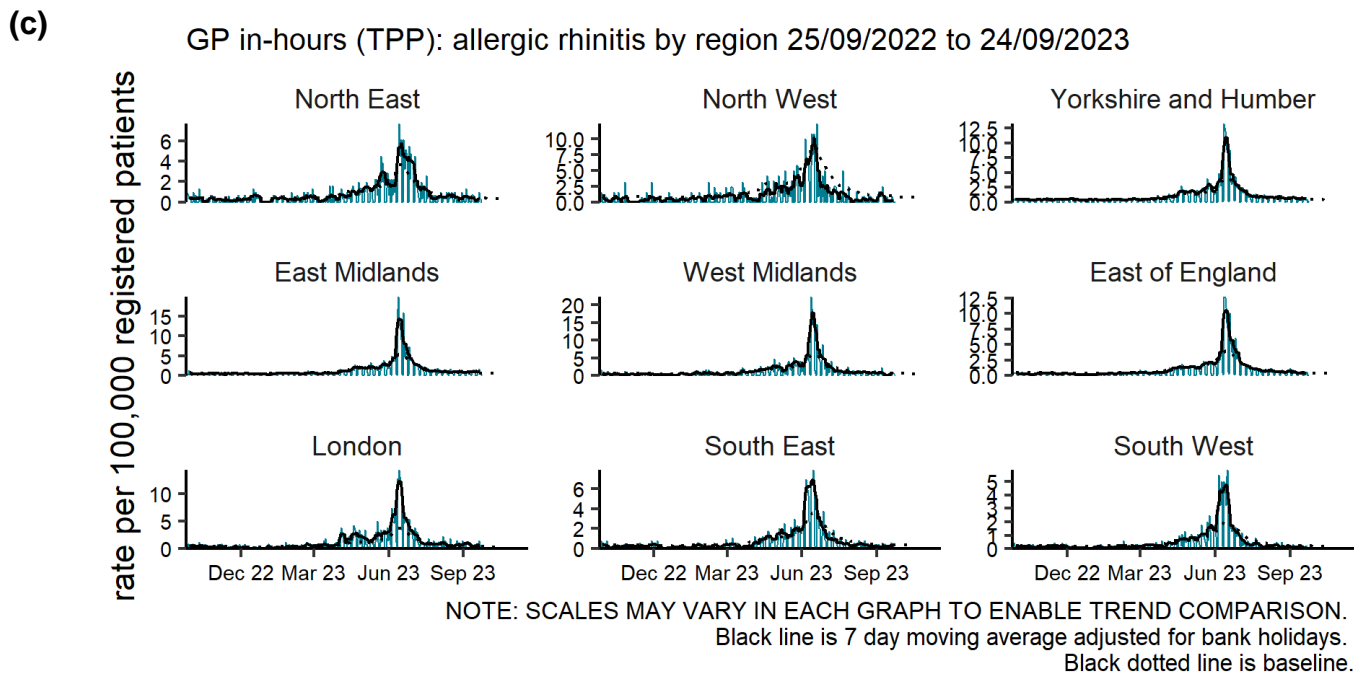 (c)
GP in-hours (TPP): allergic rhinitis by region 25/09/2022 to 24/09/2023
rate per 100,000 registered patients
North East
6
4
2
0
North West
10.0
7.5
5.0
2.5
0.0
Yorkshire and Humber
12.5
10.0
7.5
5.0
2.5
0.0
East Midlands
15
10
5
0
West Midlands
20
15
10
5
0
East of England
12.5
10.0
7.5
5.0
2.5
0.0
London
10
5
0
Dec 22 Mar 23 Jun 23 Sep 23
South East
6
4
2
0
Dec 22 Mar 23 Jun 23 Sep 23
South West
5
4
3
2
1
0
Dec 22 Mar 23 Jun 23 Sep 23
NOTE: SCALES MAY VARY IN EACH GRAPH TO ENABLE TREND COMPARISON.
Black line is 7 day moving average adjusted for bank holidays.
Black dotted line is baseline.